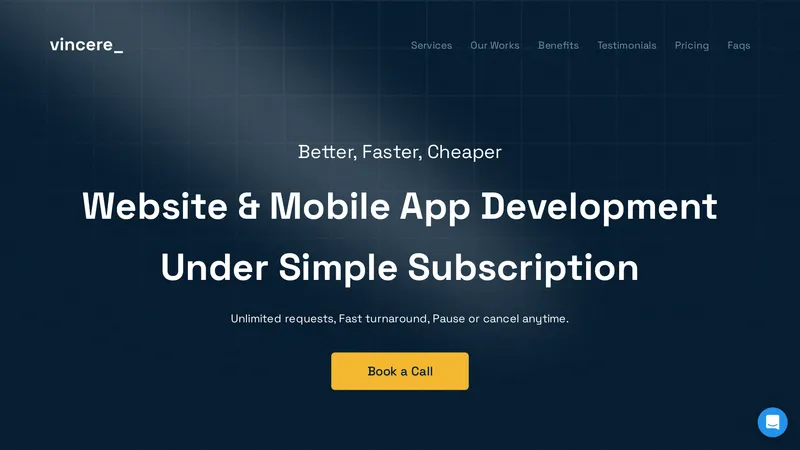 vincere_
Services Our Works Benefits Testimonials Pricing Faqs
Better, Faster, Cheaper
Website & Mobile App Development
Under Simple Subscription
Unlimited requests, Fast turnaround, Pause or cancel anytime.
Book a Call